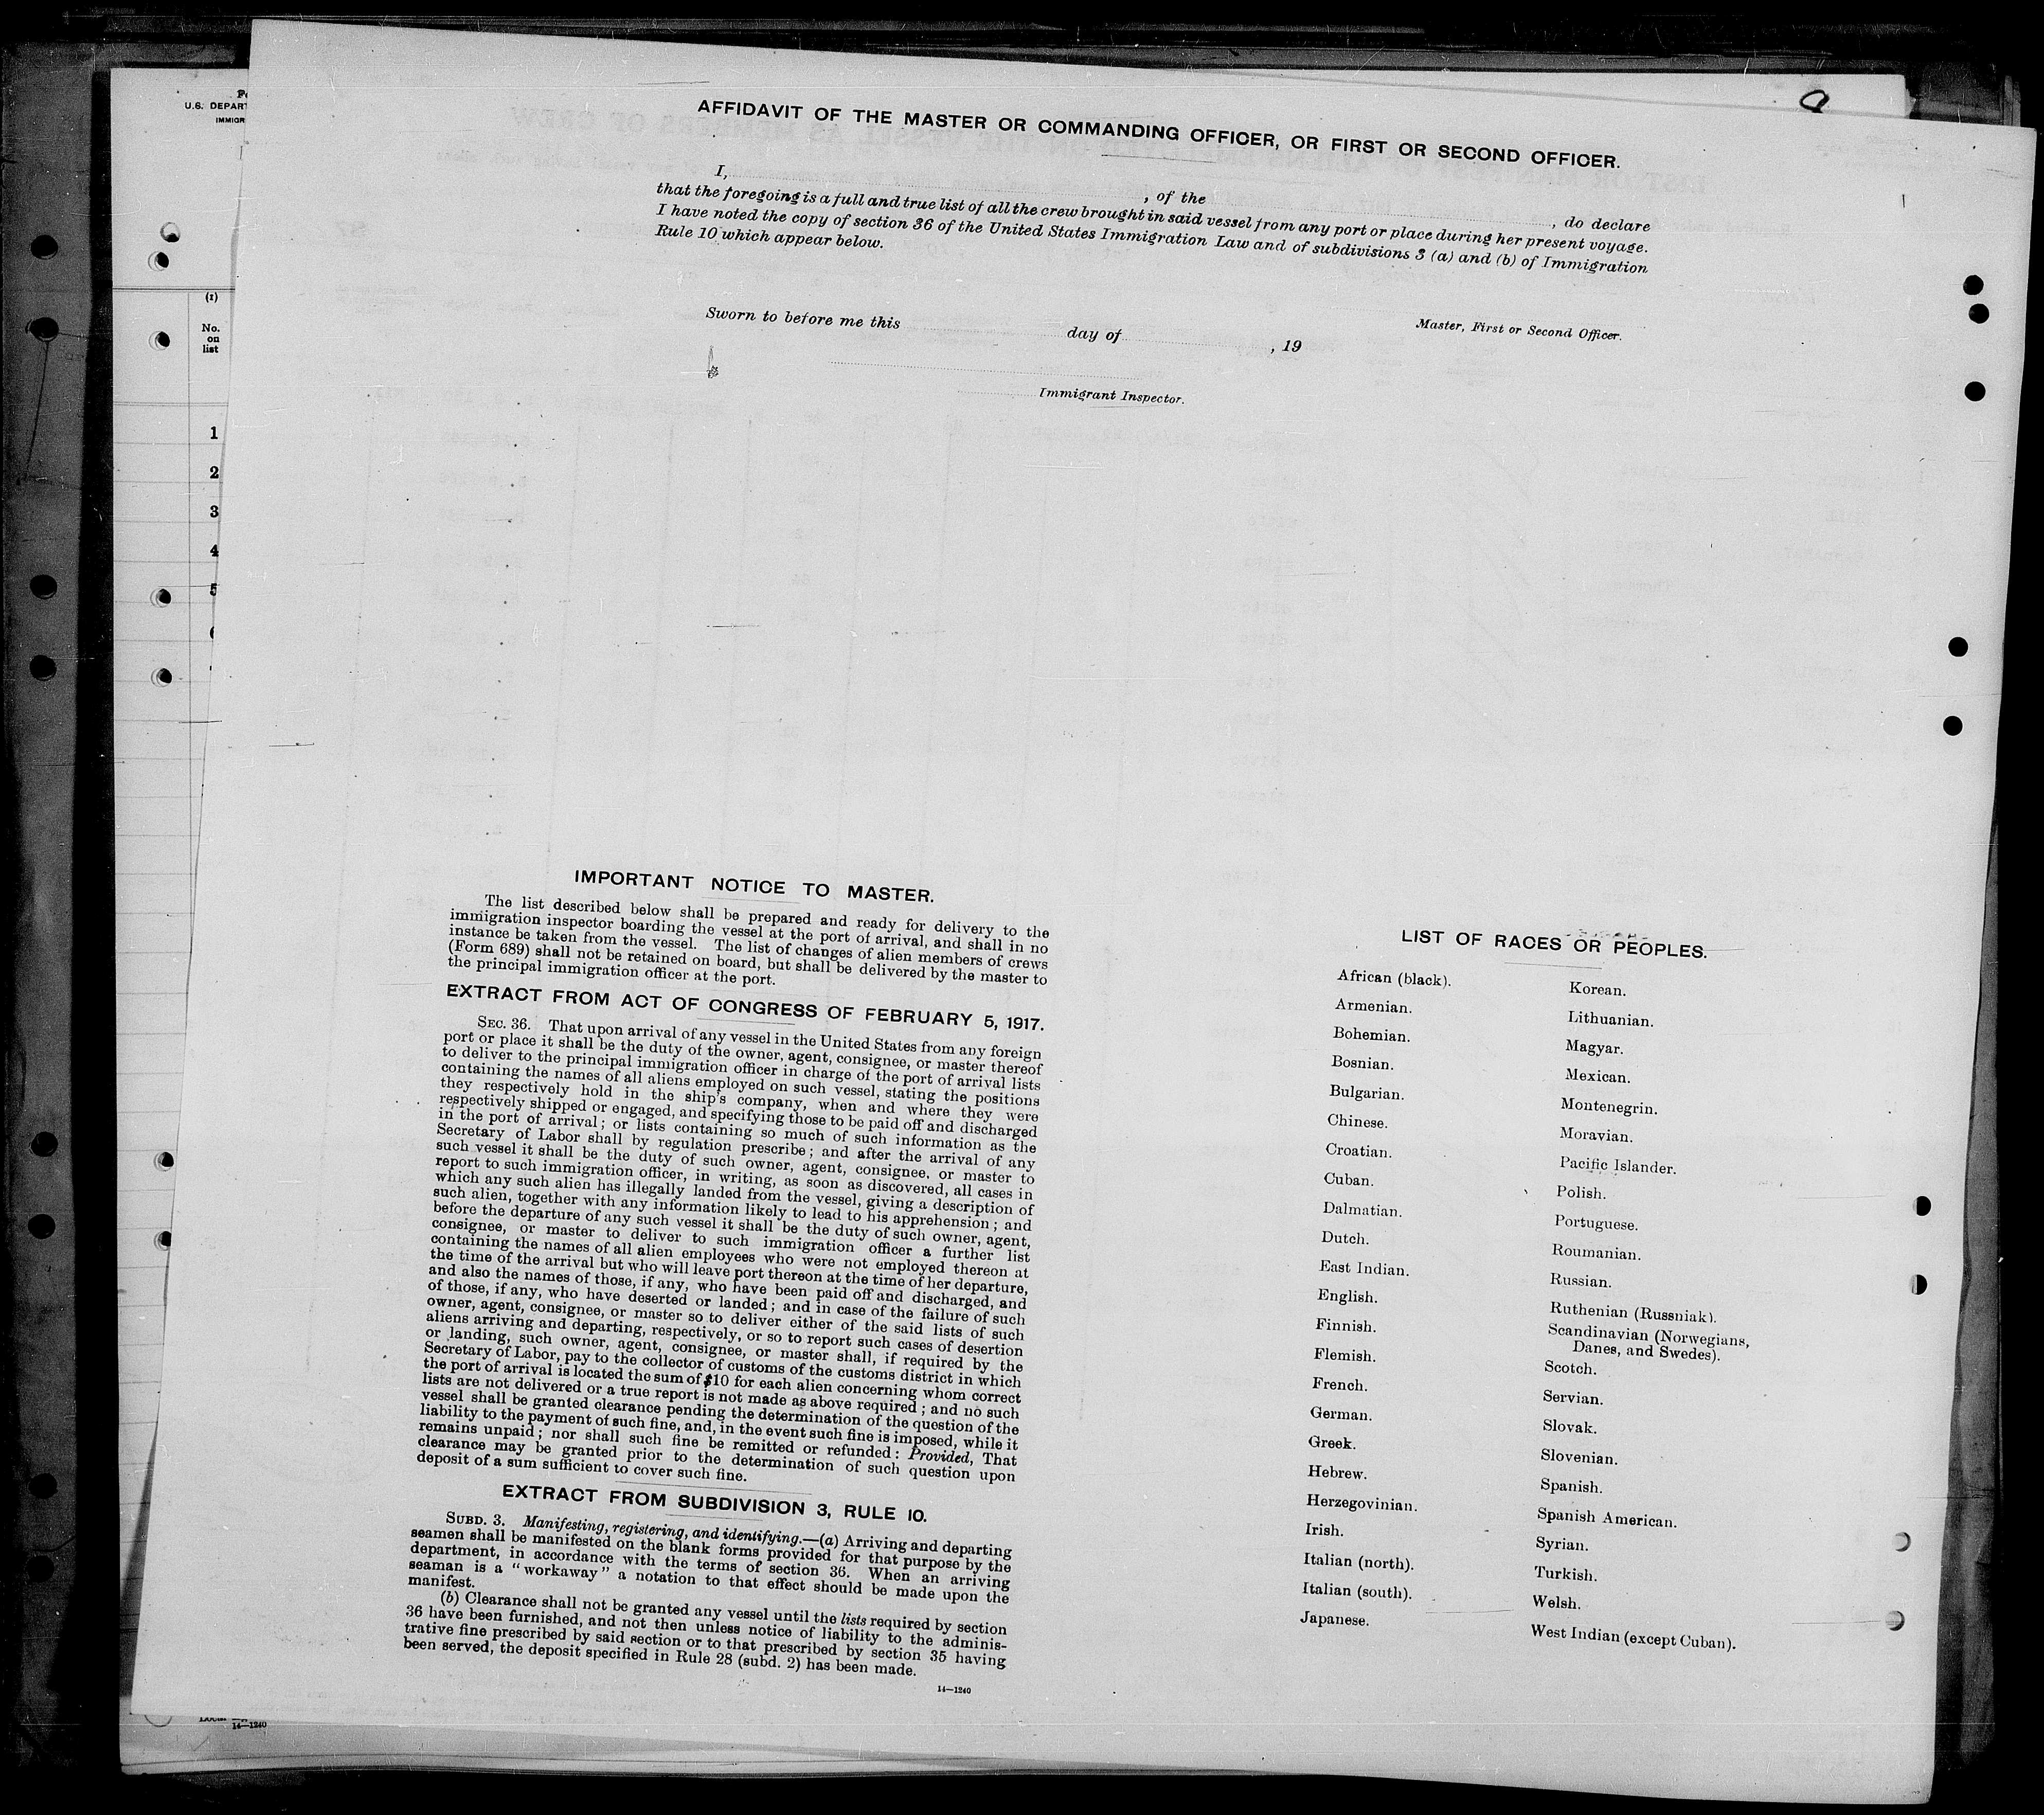 U.S. DEPART
IMMIGR
(1)
No.
on
list
1
2
3
4
5
AFFIDAVIT OF THE MASTER OR COMMANDING OFFICER, OR FIRST OR SECOND OFFICER.
I, , of the , do declare
that the foregoing is a full and true list of all the crew brought in said vessel from any port or place during her present voyage.
I have noted the copy of section 36 of the United States Immigration Law and of subdivisions 3 (a) and (b) of Immigration
Rule 10 which appear below.
Master, First or Second Officer.
Sworn to before me this day of , 19
Immigrant Inspector.
IMPORTANT NOTICE TO MASTER.
The list described below shall be prepared and ready for delivery to the
immigration inspector boarding the vessel at the port of arrival, and shall in no
instance be taken from the vessel. The list of changes of alien members of crews
(Form 689) shall not be retained on board, but shall be delivered by the master to
the principal immigration officer at the port.
EXTRACT FROM ACT OF CONGRESS OF FEBRUARY 5, 1917.
SEC. 36. That upon arrival of any vessel in the United States from any foreign
port or place it shall be the duty of the owner, agent, consignee, or master thereof
to deliver to the principal immigration officer in charge of the port of arrival lists
containing the names of all aliens employed on such vessel, stating the positions
they respectively hold in the ship's company, when and where they were
respectively shipped or engaged, and specifying those to be paid off and discharged
in the port of arrival; or lists containing so much of such information as the
Secretary of Labor shall by regulation prescribe; and after the arrival of any
such vessel it shall be the duty of such owner, agent, consignee, or master to
report to such immigration officer, in writing, as soon as discovered, all cases in
which any such alien has illegally landed from the vessel, giving a description of
such alien, together with any information likely to lead to his apprehension; and
before the departure of any such vessel it shall be the duty of such owner, agent,
consignee, or master to deliver to such immigration officer a further list
containing the names of all alien employees who were not employed thereon at
the time of the arrival but who will leave port thereon at the time of her departure,
and also the names of those, if any, who have been paid off and discharged, and
of those, if any, who have deserted or landed; and in case of the failure of such
owner, agent, consignee, or master so to deliver either of the said lists of such
aliens arriving and departing, respectively, or so to report such cases of desertion
or landing, such owner, agent, consignee, or master shall, if required by the
Secretary of Labor, pay to the collector of customs of the customs district in which
the port of arrival is located the sum of $10 for each alien concerning whom correct
lists are not delivered or a true report is not made as above required; and no such
vessel shall be granted clearance pending the determination of the question of the
liability to the payment of such fine, and, in the event such fine is imposed, while it
remains unpaid; nor shall such fine be remitted or refunded: Provided, That
clearance may be granted prior to the determination of such question upon
deposit of a sum sufficient to cover such fine.
EXTRACT FROM SUBDIVISION 3, RULE 10.
SUBD. 3. Manifesting, registering, and identifying.—(a) Arriving and departing
seamen shall be manifested on the blank forms provided for that purpose by the
department, in accordance with the terms of section 36. When an arriving
seaman is a "workaway" a notation to that effect should be made upon the
manifest.
(b) Clearance shall not be granted any vessel until the lists required by section
36 have been furnished, and not then unless notice of liability to the adminis-
trative fine prescribed by said section or to that prescribed by section 35 having
been served, the deposit specified in Rule 28 (subd. 2) has been made.
14—1240
LIST OF RACES OR PEOPLES.
African (black).
Armenian.
Bohemian.
Bosnian.
Bulgarian.
Chinese.
Croatian.
Cuban.
Dalmatian.
Dutch.
East Indian.
English.
Finnish.
Flemish.
French.
German.
Greek.
Hebrew.
Herzegovinian.
Irish.
Italian (north).
Italian (south).
Japanese.
Korean.
Lithuanian.
Magyar.
Mexican.
Montenegrin.
Moravian.
Pacific Islander.
Polish.
Portuguese.
Roumanian.
Russian.
Ruthenian (Russniak).
Scandinavian (Norwegians,
Danes, and Swedes).
Scotch.
Servian.
Slovak.
Slovenian.
Spanish.
Spanish American.
Syrian.
Turkish.
Welsh.
West Indian (except Cuban).
14—1240